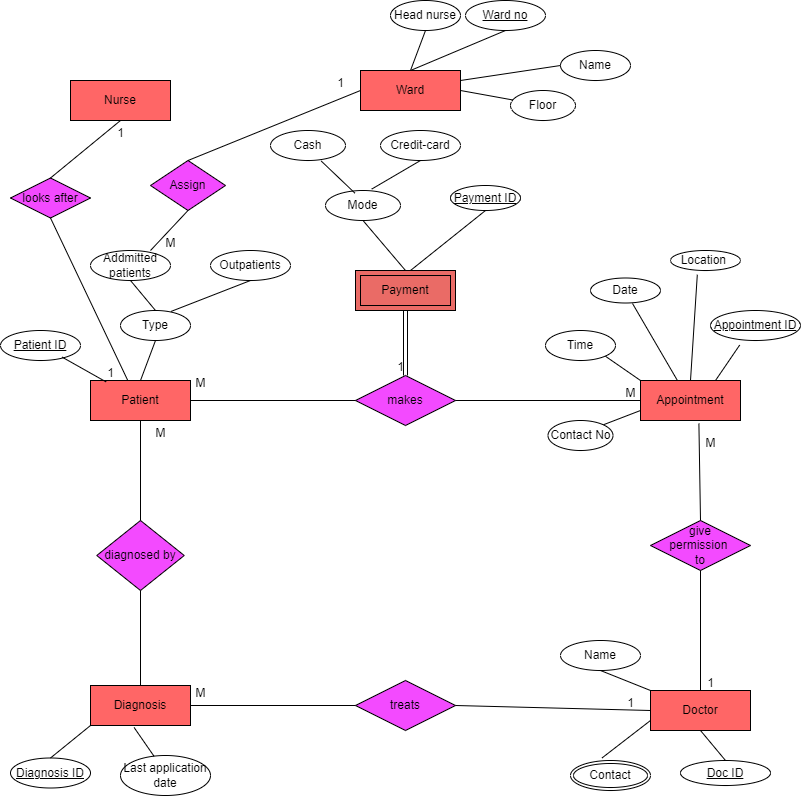 Head nurse
Ward no
Name
Nurse
1
Ward
Floor
1
Cash
Credit-card
looks after
Assign
Mode
Payment ID
M
Addmitted
patients
Outpatients
Location
Payment
Date
Type
Appointment ID
Patient ID
Time
1
1
M
M
Patient
makes
Appointment
M
Contact No
M
diagnosed by
give
permission
to
Name
1
M
1
Diagnosis
treats
Doctor
Diagnosis ID
Last application
date
Contact
Doc ID